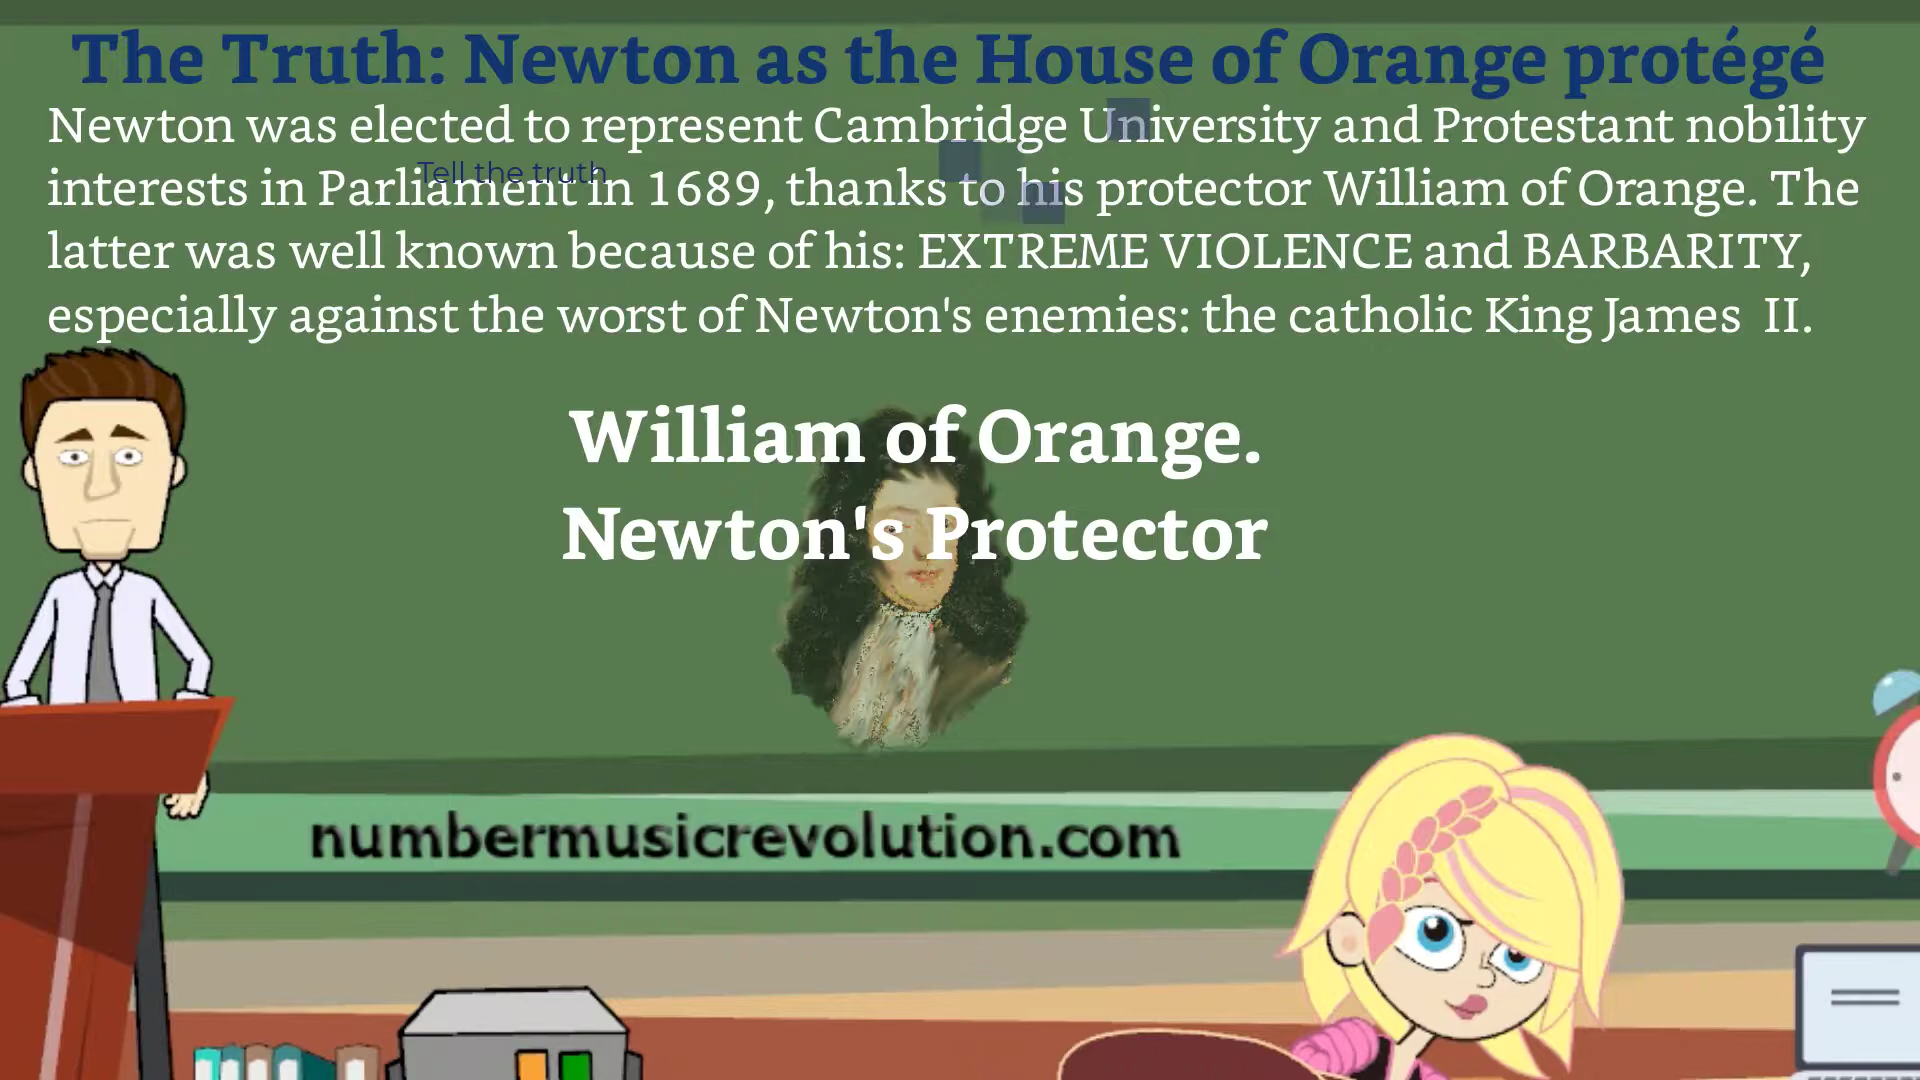 The Truth: Newton as the House of Orange protégé
Newton was elected to represent Cambridge University and Protestant nobility
interests in Parliament in 1689, thanks to his protector William of Orange. The
latter was well known because of his: EXTREME VIOLENCE and BARBARITY,
especially against the worst of Newton's enemies: the catholic King James II.
Tell the truth
William of Orange.
Newton's Protector
numbermusicrevolution.com